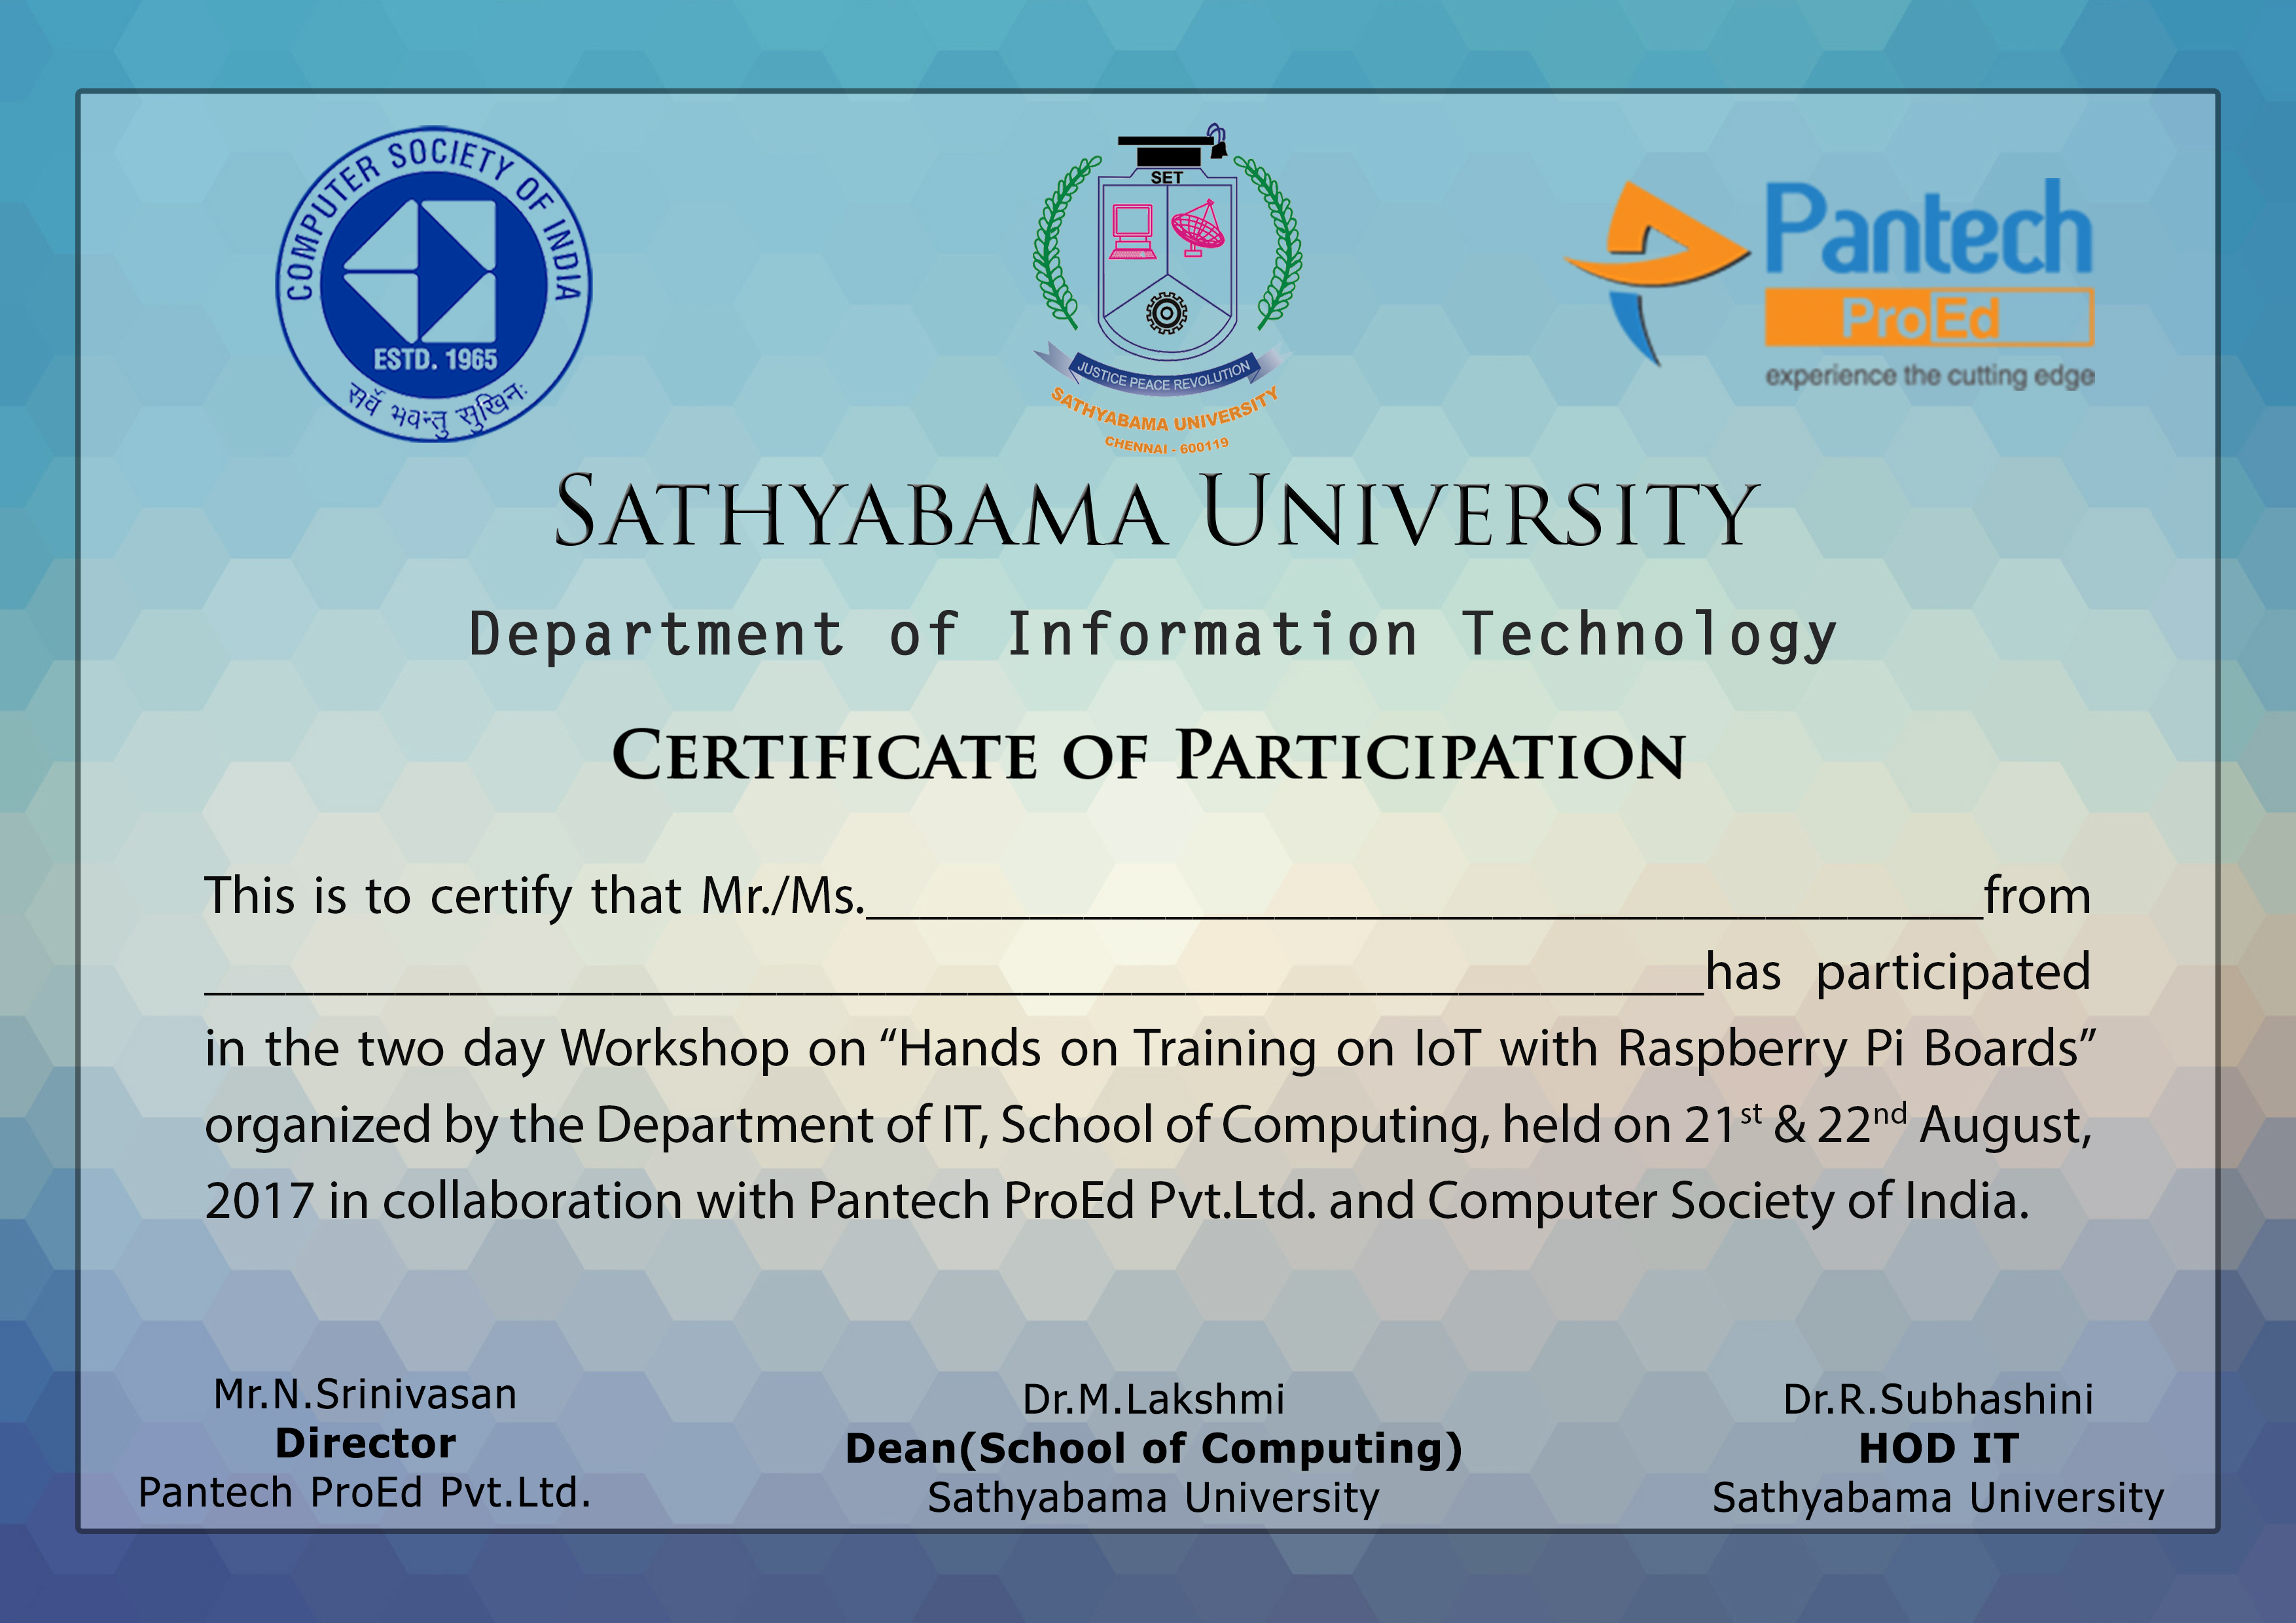 COMPUTER SOCIETY OF INDIA
ESTD. 1965
सर्वे भवन्तु सुखिनः
SET
JUSTICE PEACE REVOLUTION
SATHYABAMA UNIVERSITY
CHENNAI - 600119
Pantech
ProEd
experience the cutting edge
SATHYABAMA UNIVERSITY
Department of Information Technology
CERTIFICATE OF PARTICIPATION
This is to certify that Mr./Ms.________________________________________from
______________________________________________________has participated
in the two day Workshop on “Hands on Training on IoT with Raspberry Pi Boards”
organized by the Department of IT, School of Computing, held on 21st & 22nd August,
2017 in collaboration with Pantech ProEd Pvt.Ltd. and Computer Society of India.
Mr.N.Srinivasan
Director
Pantech ProEd Pvt.Ltd.
Dr.M.Lakshmi
Dean(School of Computing)
Sathyabama University
Dr.R.Subhashini
HOD IT
Sathyabama University